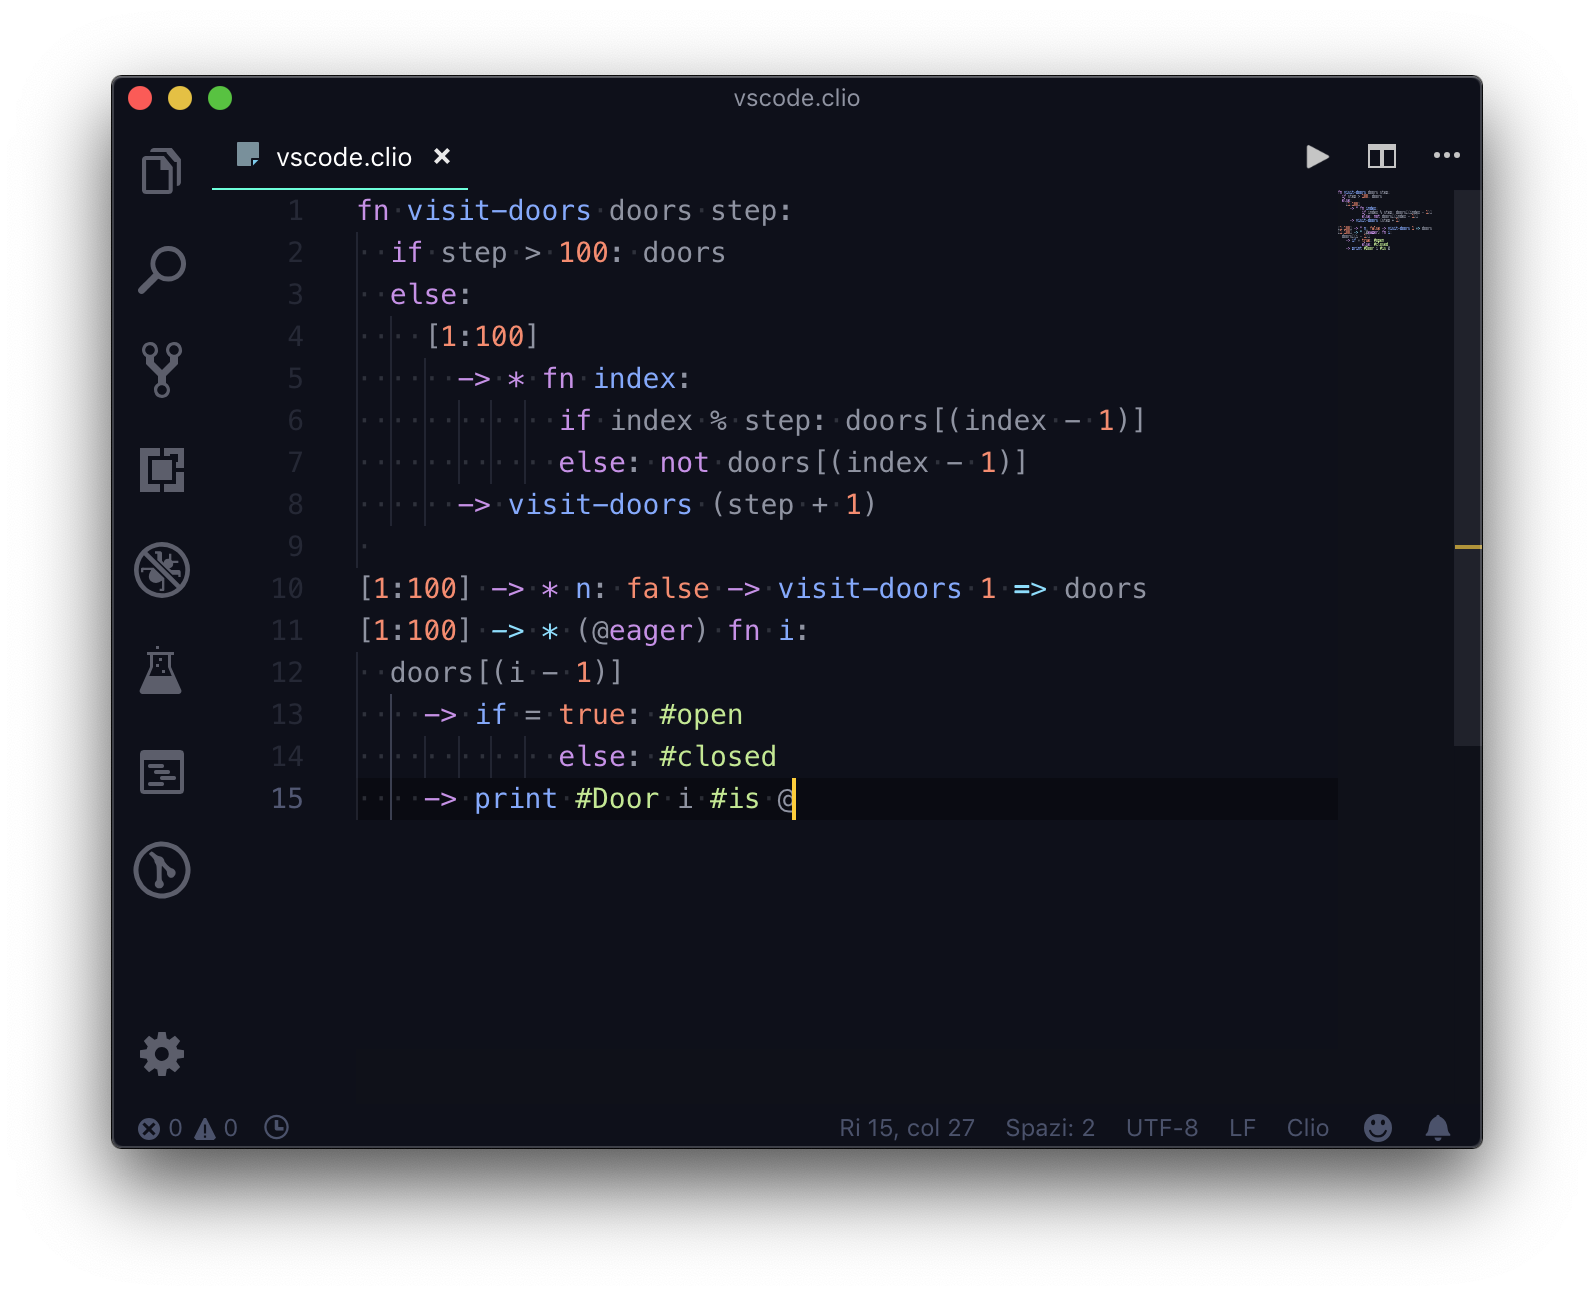 vscode.clio
vscode.clio
1 fn visit-doors doors step:
2   if step > 100: doors
3   else:
4     [1:100]
5       -> * fn index:
6             if index % step: doors[(index - 1)]
7             else: not doors[(index - 1)]
8       -> visit-doors (step + 1)
9
10 [1:100] -> * n: false -> visit-doors 1 => doors
11 [1:100] -> * (@eager) fn i:
12   doors[(i - 1)]
13     -> if = true: #open
14             else: #closed
15     -> print #Door i #is @
0 0 Ri 15, col 27 Spazi: 2 UTF-8 LF Clio